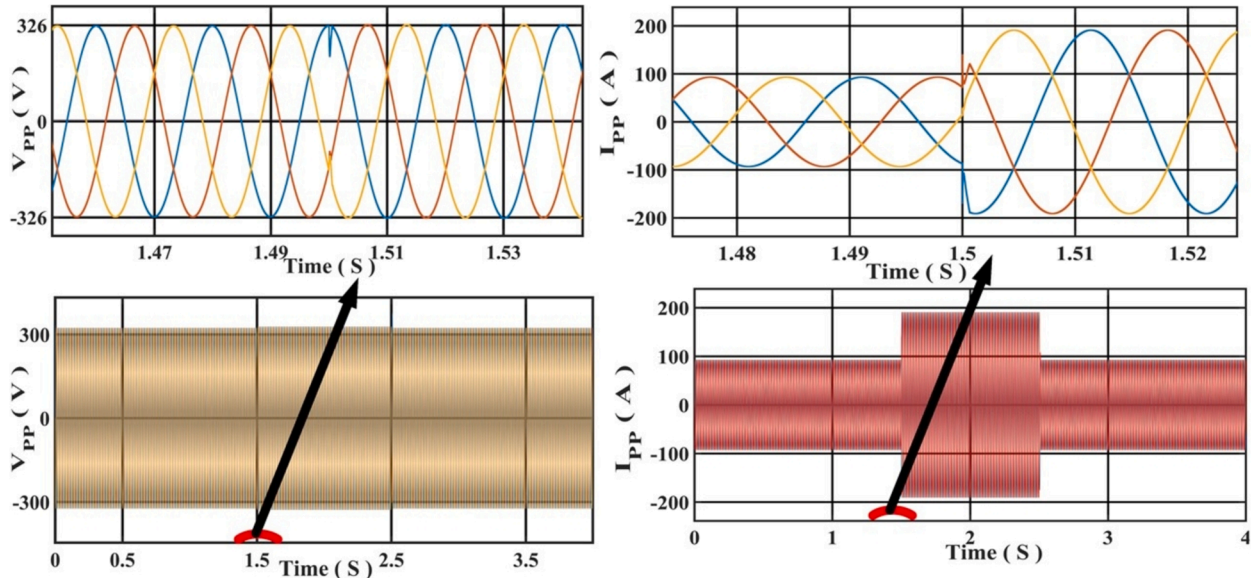 V_PP ( V )
326
0
-326
1.47 1.49 1.51 1.53
Time ( S )
I_PP ( A )
200
100
0
-100
-200
1.48 1.49 1.5 1.51 1.52
Time ( S )
V_PP ( V )
300
0
-300
0 0.5 1.5 2.5 3.5
Time ( S )
I_PP ( A )
200
100
0
-100
-200
0 1 2 3 4
Time ( S )